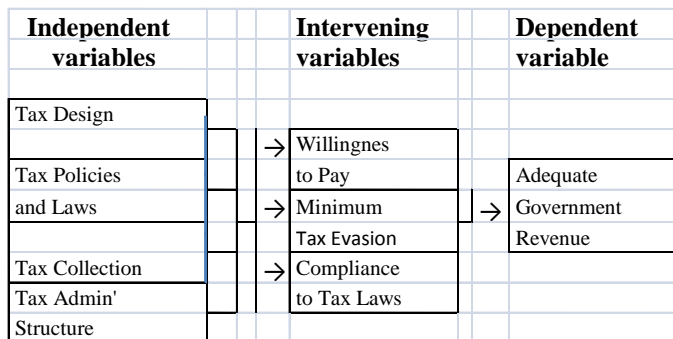 Independent variables
Intervening variables
Dependent variable
Tax Design
Tax Policies
and Laws
Tax Collection
Tax Admin'
Structure
→ Willingnes
to Pay
→ Minimum
Tax Evasion
→ Compliance
to Tax Laws
→ Adequate
Government
Revenue